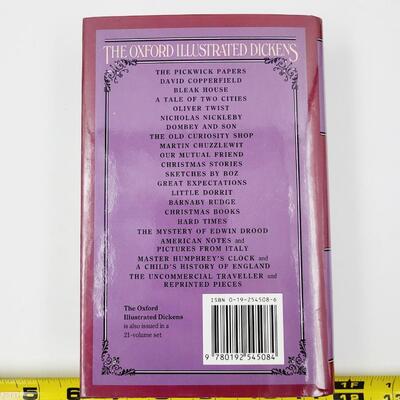 THE OXFORD ILLUSTRATED DICKENS
THE PICKWICK PAPERS
DAVID COPPERFIELD
BLEAK HOUSE
A TALE OF TWO CITIES
OLIVER TWIST
NICHOLAS NICKLEBY
DOMBEY AND SON
THE OLD CURIOSITY SHOP
MARTIN CHUZZLEWIT
OUR MUTUAL FRIEND
CHRISTMAS STORIES
SKETCHES BY BOZ
GREAT EXPECTATIONS
LITTLE DORRIT
BARNABY RUDGE
CHRISTMAS BOOKS
HARD TIMES
THE MYSTERY OF EDWIN DROOD
AMERICAN NOTES and
PICTURES FROM ITALY
MASTER HUMPHREY'S CLOCK and
A CHILD'S HISTORY OF ENGLAND
THE UNCOMMERCIAL TRAVELLER and
REPRINTED PIECES
ISBN 0-19-254508-6
The Oxford
Illustrated Dickens
is also issued in a
21-volume set
9 780192 545084